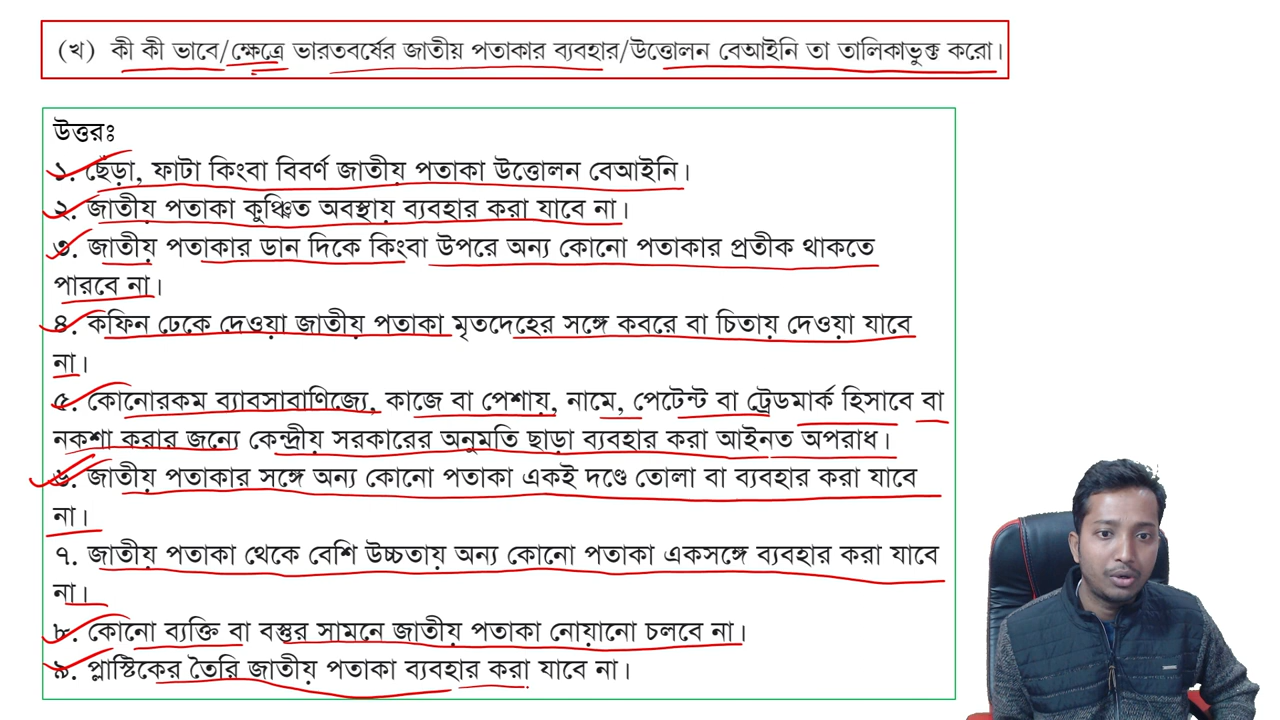 (খ) কী কী ভাবে/ক্ষেত্রে ভারতবর্ষের জাতীয় পতাকার ব্যবহার/উত্তোলন বেআইনি তা তালিকাভুক্ত করো।
উত্তরঃ
১. ছেঁড়া, ফাটা কিংবা বিবর্ণ জাতীয় পতাকা উত্তোলন বেআইনি।
২. জাতীয় পতাকা কুঞ্চিত অবস্থায় ব্যবহার করা যাবে না।
৩. জাতীয় পতাকার ডান দিকে কিংবা উপরে অন্য কোনো পতাকার প্রতীক থাকতে
পারবে না।
৪. কফিন ঢেকে দেওয়া জাতীয় পতাকা মৃতদেহের সঙ্গে কবরে বা চিতায় দেওয়া যাবে
না।
৫. কোনোরকম ব্যাবসাবাণিজ্যে, কাজে বা পেশায়, নামে, পেটেন্ট বা ট্রেডমার্ক হিসাবে বা
নকশা করার জন্যে কেন্দ্রীয় সরকারের অনুমতি ছাড়া ব্যবহার করা আইনত অপরাধ।
৬. জাতীয় পতাকার সঙ্গে অন্য কোনো পতাকা একই দণ্ডে তোলা বা ব্যবহার করা যাবে
না।
৭. জাতীয় পতাকা থেকে বেশি উচ্চতায় অন্য কোনো পতাকা একসঙ্গে ব্যবহার করা যাবে
না।
৮. কোনো ব্যক্তি বা বস্তুর সামনে জাতীয় পতাকা নোয়ানো চলবে না।
৯. প্লাস্টিকের তৈরি জাতীয় পতাকা ব্যবহার করা যাবে না।